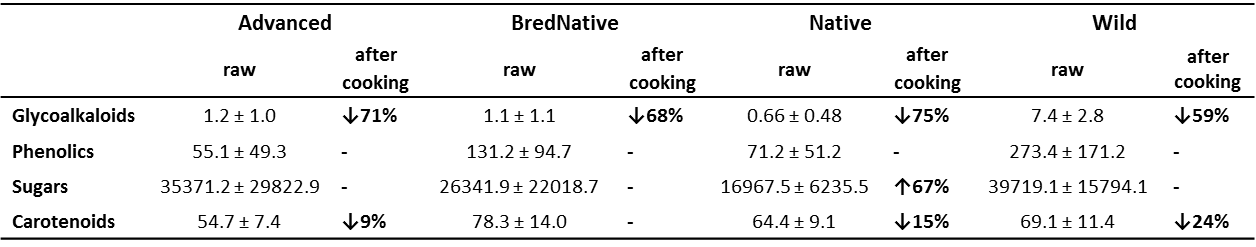 Advanced BredNative Native Wild
raw after cooking raw after cooking raw after cooking raw after cooking
Glycoalkaloids 1.2 ± 1.0 ↓71% 1.1 ± 1.1 ↓68% 0.66 ± 0.48 ↓75% 7.4 ± 2.8 ↓59%
Phenolics 55.1 ± 49.3 - 131.2 ± 94.7 - 71.2 ± 51.2 - 273.4 ± 171.2 -
Sugars 35371.2 ± 29822.9 - 26341.9 ± 22018.7 - 16967.5 ± 6235.5 ↑67% 39719.1 ± 15794.1 -
Carotenoids 54.7 ± 7.4 ↓9% 78.3 ± 14.0 - 64.4 ± 9.1 ↓15% 69.1 ± 11.4 ↓24%